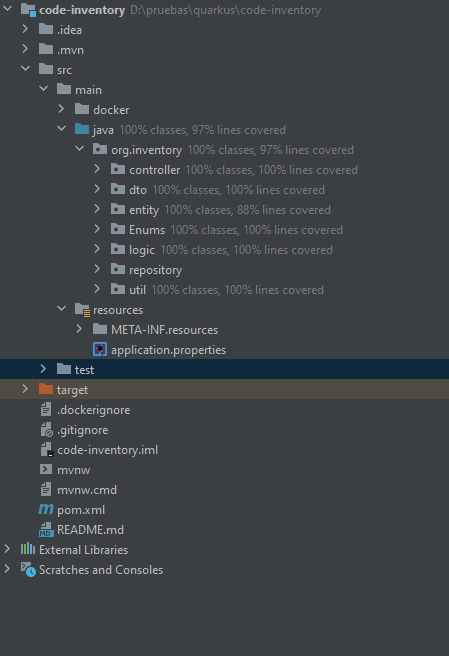 code-inventory D:\pruebas\quarkus\code-inventory
.idea
.mvn
src
main
docker
java 100% classes, 97% lines covered
org.inventory 100% classes, 97% lines covered
controller 100% classes, 100% lines covered
dto 100% classes, 100% lines covered
entity 100% classes, 88% lines covered
Enums 100% classes, 100% lines covered
logic 100% classes, 100% lines covered
repository
util 100% classes, 100% lines covered
resources
META-INF.resources
application.properties
test
target
.dockerignore
.gitignore
code-inventory.iml
mvnw
mvnw.cmd
pom.xml
README.md
External Libraries
Scratches and Consoles